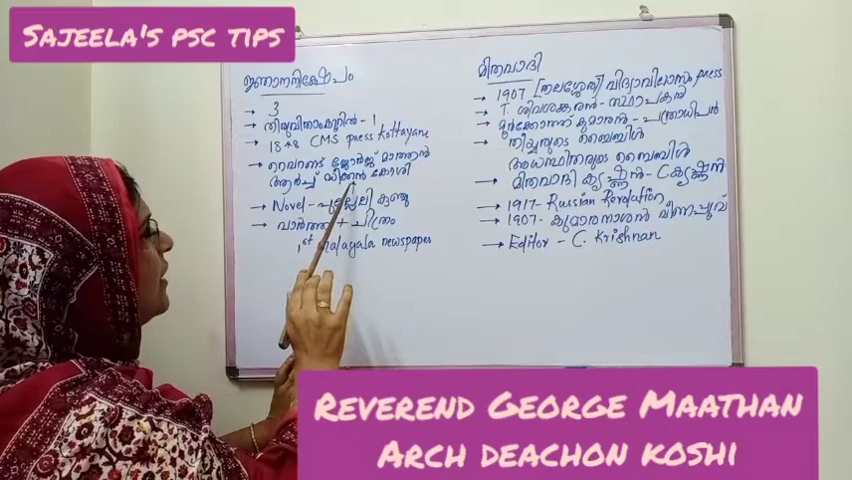 SAJEELA'S PSC TIPS
ജ്ഞാനനിക്ഷേപം
→ 3
→ തിരുവിതാംകൂറിൽ - 1
→ 1848 CMS press Kottayam
→ റെവറണ്ട് ജോർജ്ജ് മാത്തൻ
ആർച്ച് ഡീക്കൻ കോശി
→ Novel - പുല്ലേലി കുഞ്ചു
→ വാർത്ത + ചിത്രം
1st newspaper
മിതവാദി
→ 1907 [തലശ്ശേരി] വിദ്യാവിലാസം press
→ T. ശിവശങ്കരൻ - സ്ഥാപകൻ
→ മൂർക്കോത്ത് കുമാരൻ - പത്രാധിപർ
→ തിയ്യരുടെ ബൈബിൾ
അധഃസ്ഥിതരുടെ ബൈബിൾ
→ മിതവാദി കൃഷ്ണൻ - C കൃഷ്ണൻ
→ 1917 - Russian Revolution
→ 1907 - കുമാരനാശാൻ വീണപൂവ്
→ Editor - C. Krishnan
REVEREND GEORGE MAATHAN
ARCH DEACHON KOSHI